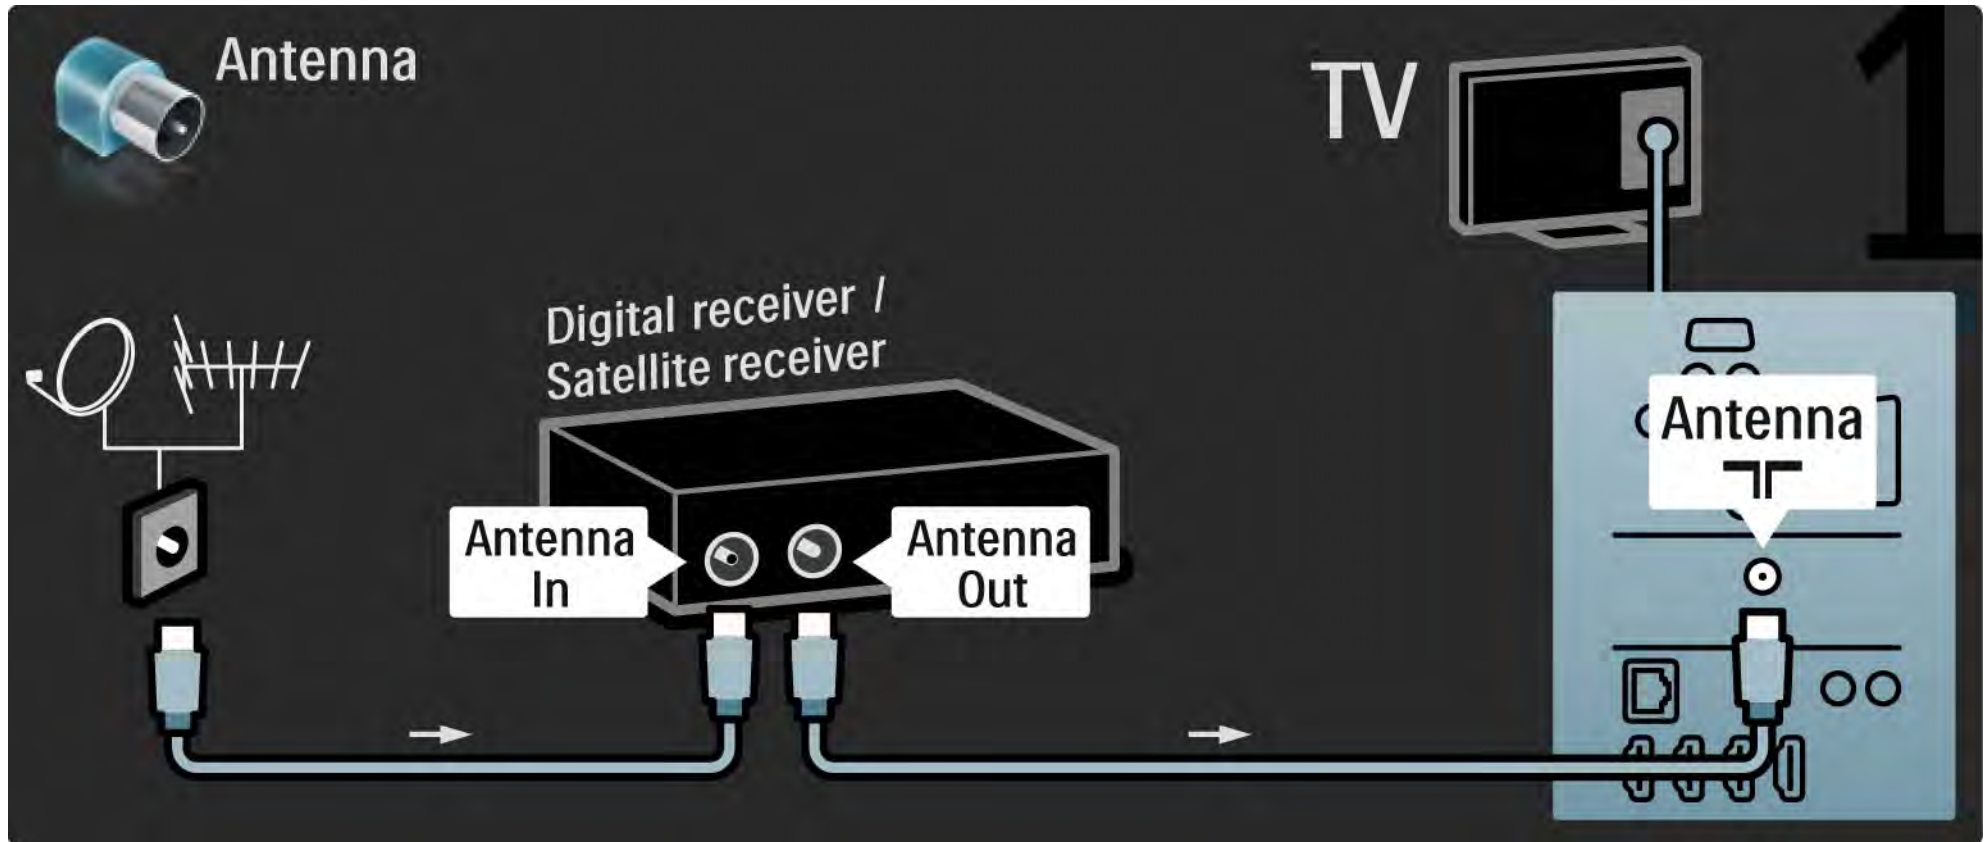 Antenna
TV
1
Digital receiver /
Satellite receiver
Antenna
In
Antenna
Out
Antenna